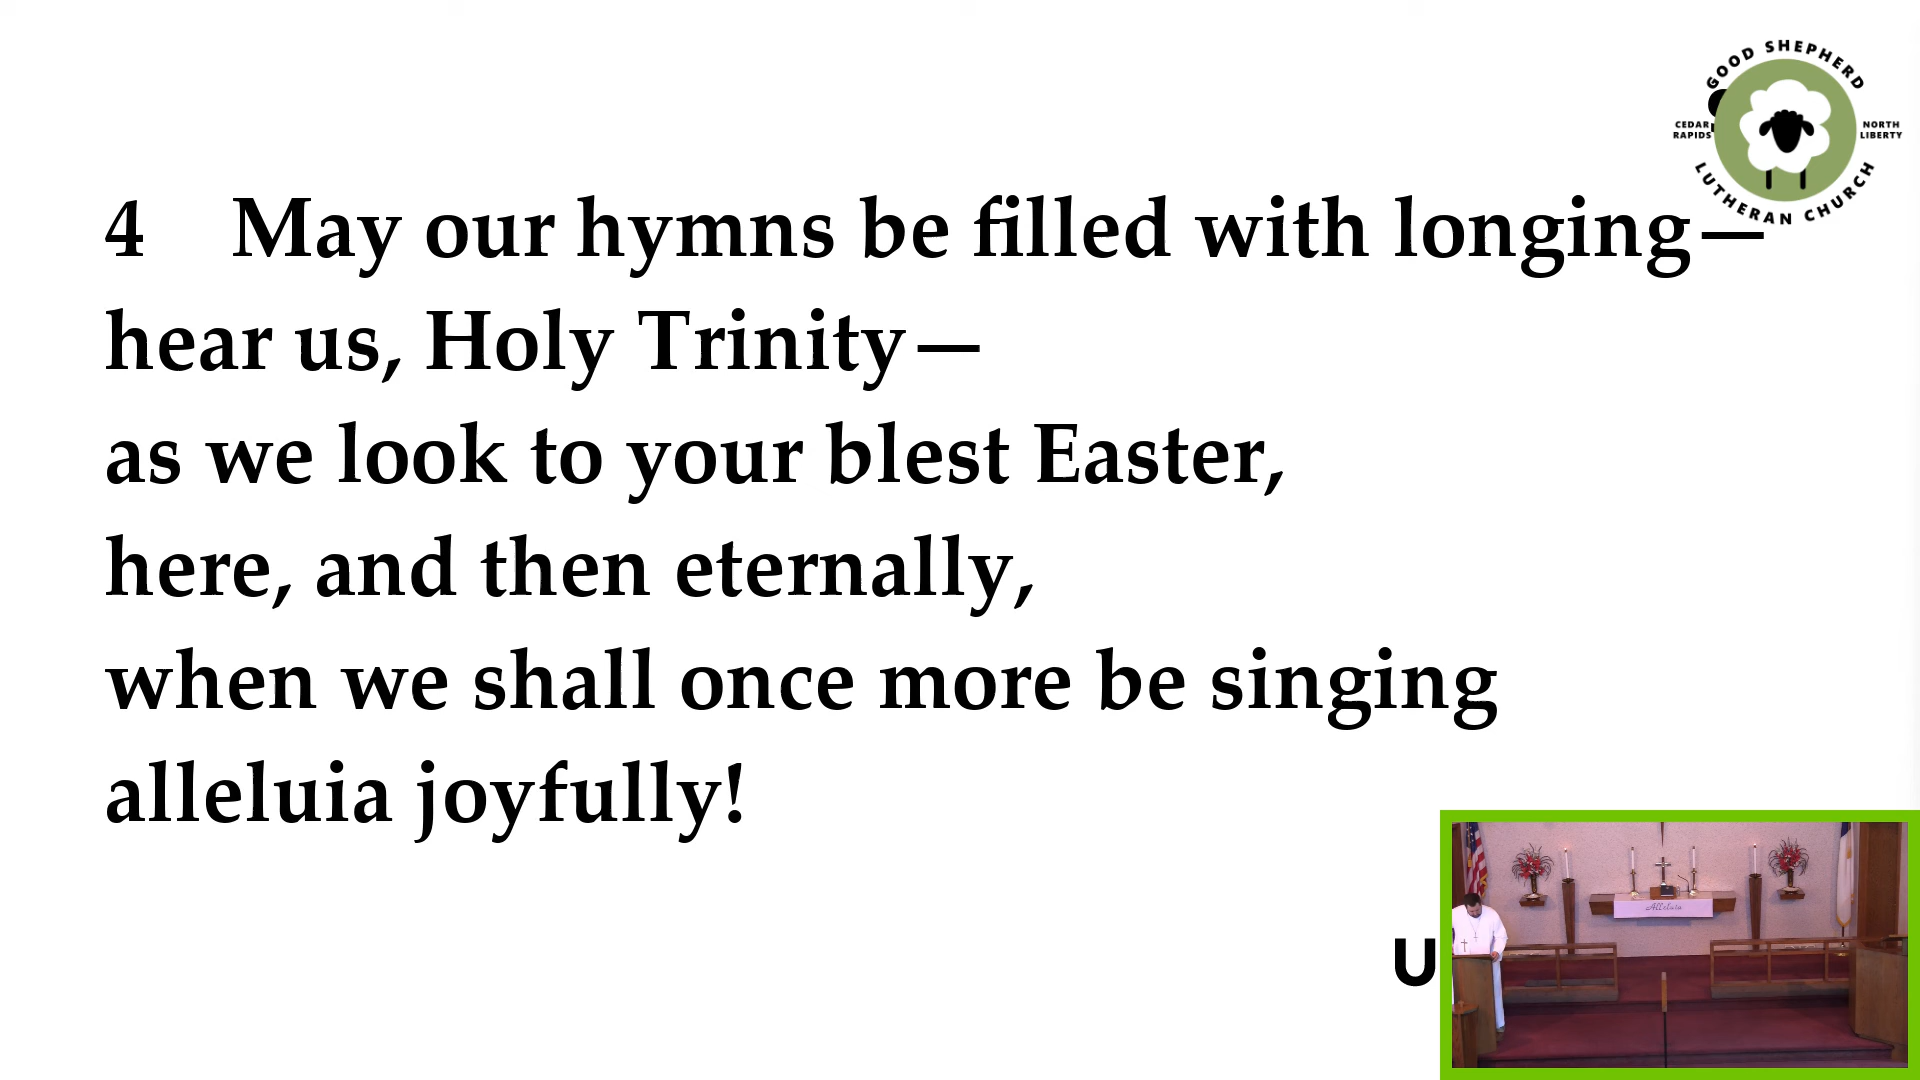 GOOD SHEPHERD
CEDAR RAPIDS
NORTH LIBERTY
LUTHERAN CHURCH
4 May our hymns be filled with longing—
hear us, Holy Trinity—
as we look to your blest Easter,
here, and then eternally,
when we shall once more be singing
alleluia joyfully!
U
Alleluia